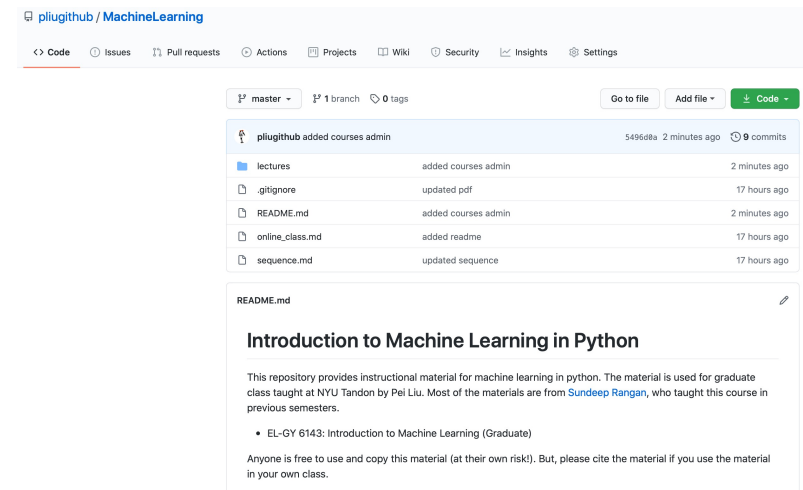 pliugithub / MachineLearning
Code Issues Pull requests Actions Projects Wiki Security Insights Settings
master 1 branch 0 tags Go to file Add file Code
pliugithub added courses admin 5496d0a 2 minutes ago 9 commits
lectures added courses admin 2 minutes ago
.gitignore updated pdf 17 hours ago
README.md added courses admin 2 minutes ago
online_class.md added readme 17 hours ago
sequence.md updated sequence 17 hours ago
README.md
Introduction to Machine Learning in Python
This repository provides instructional material for machine learning in python. The material is used for graduate
class taught at NYU Tandon by Pei Liu. Most of the materials are from Sundeep Rangan, who taught this course in
previous semesters.
• EL-GY 6143: Introduction to Machine Learning (Graduate)
Anyone is free to use and copy this material (at their own risk!). But, please cite the material if you use the material
in your own class.